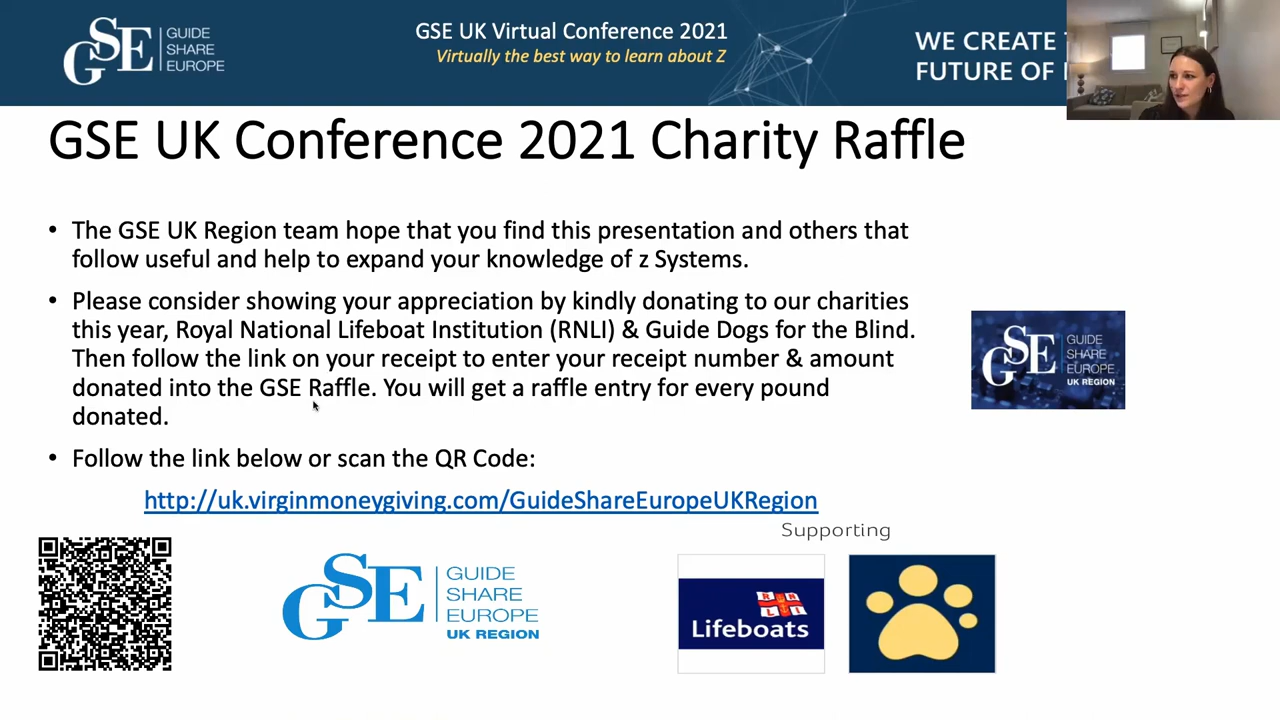 GSE GUIDE
SHARE
EUROPE
GSE UK Virtual Conference 2021
Virtually the best way to learn about Z
WE CREATE
FUTURE OF
GSE UK Conference 2021 Charity Raffle
• The GSE UK Region team hope that you find this presentation and others that
follow useful and help to expand your knowledge of z Systems.
• Please consider showing your appreciation by kindly donating to our charities
this year, Royal National Lifeboat Institution (RNLI) & Guide Dogs for the Blind.
Then follow the link on your receipt to enter your receipt number & amount
donated into the GSE Raffle. You will get a raffle entry for every pound
donated.
GSE GUIDE
SHARE
EUROPE
UK REGION
• Follow the link below or scan the QR Code:
http://uk.virginmoneygiving.com/GuideShareEuropeUKRegion
Supporting
GSE GUIDE
SHARE
EUROPE
UK REGION
RNLI
Lifeboats